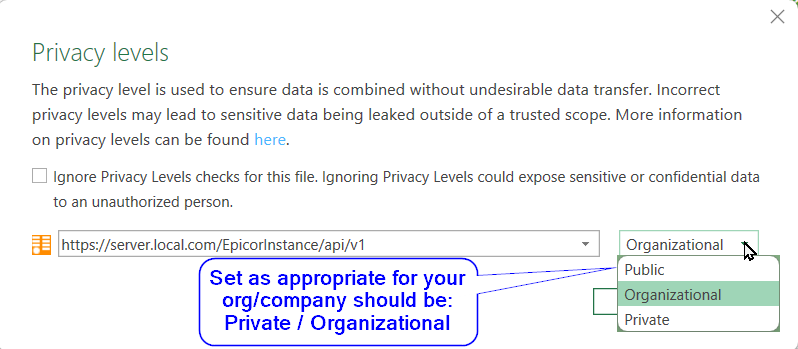 Privacy levels
The privacy level is used to ensure data is combined without undesirable data transfer. Incorrect
privacy levels may lead to sensitive data being leaked outside of a trusted scope. More information
on privacy levels can be found here.
Ignore Privacy Levels checks for this file. Ignoring Privacy Levels could expose sensitive or confidential data
to an unauthorized person.
https://server.local.com/EpicorInstance/api/v1
Organizational
Public
Organizational
Private
Set as appropriate for your
org/company should be:
Private / Organizational